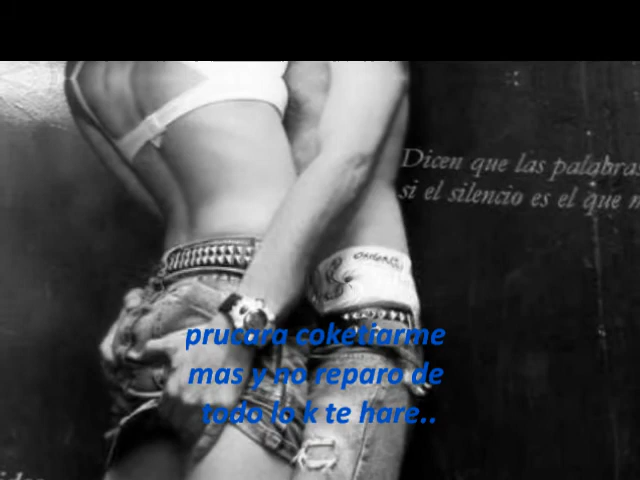 Dicen que las palabras
si el silencio es el que
prucara coketiarme
mas y no reparo de
todo lo k te hare..